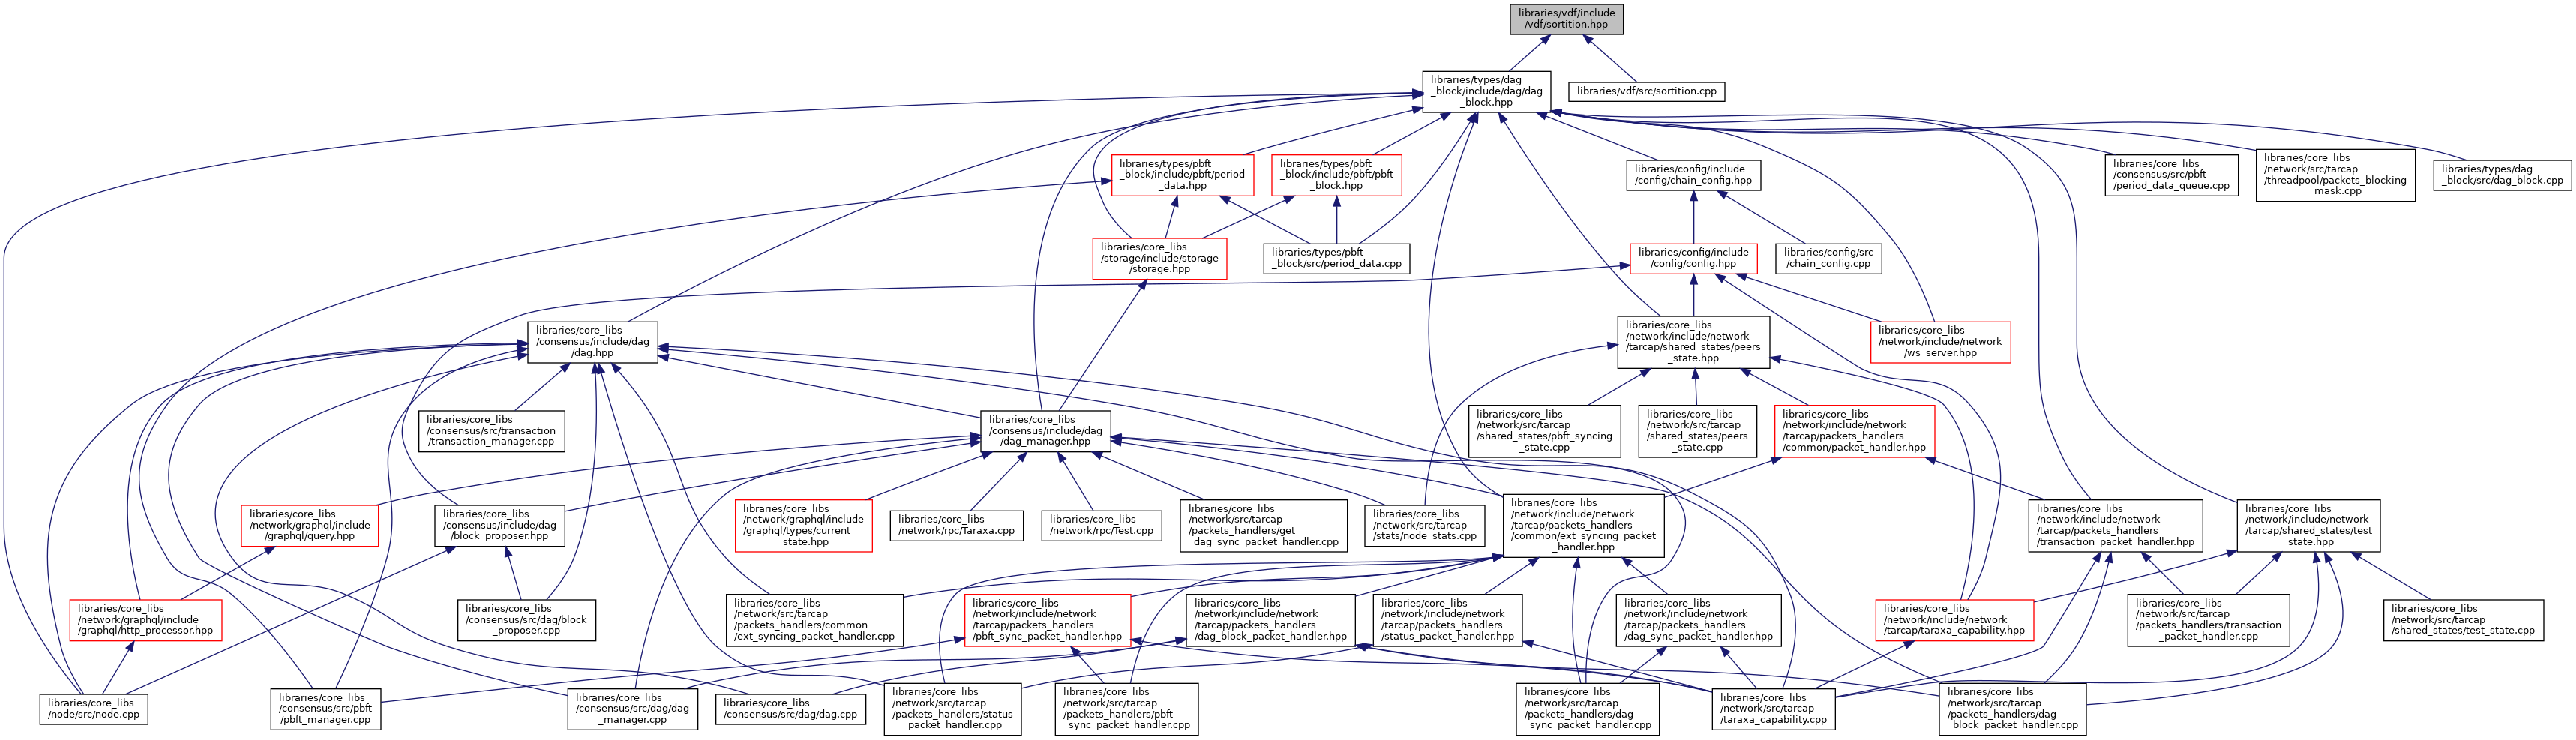 libraries/vdf/include
/vdf/sortition.hpp
libraries/types/dag
_block/include/dag/dag
_block.hpp
libraries/vdf/src/sortition.cpp
libraries/types/pbft
_block/include/pbft/period
_data.hpp
libraries/types/pbft
_block/include/pbft/pbft
_block.hpp
libraries/config/include
/config/chain_config.hpp
libraries/core_libs
/consensus/src/pbft
/period_data_queue.cpp
libraries/core_libs
/network/src/tarcap
/threadpool/packets_blocking
_mask.cpp
libraries/types/dag
_block/src/dag_block.cpp
libraries/core_libs
/storage/include/storage
/storage.hpp
libraries/types/pbft
_block/src/period_data.cpp
libraries/config/include
/config/config.hpp
libraries/config/src
/chain_config.cpp
libraries/core_libs
/consensus/include/dag
/dag.hpp
libraries/core_libs
/network/include/network
/tarcap/shared_states/peers
_state.hpp
libraries/core_libs
/network/include/network
/ws_server.hpp
libraries/core_libs
/consensus/src/transaction
/transaction_manager.cpp
libraries/core_libs
/consensus/include/dag
/dag_manager.hpp
libraries/core_libs
/network/src/tarcap
/shared_states/pbft_syncing
_state.cpp
libraries/core_libs
/network/src/tarcap
/shared_states/peers
_state.cpp
libraries/core_libs
/network/include/network
/tarcap/packets_handlers
/common/packet_handler.hpp
libraries/core_libs
/network/graphql/include
/graphql/query.hpp
libraries/core_libs
/consensus/include/dag
/block_proposer.hpp
libraries/core_libs
/network/graphql/include
/graphql/types/current
_state.hpp
libraries/core_libs
/network/rpc/Taraxa.cpp
libraries/core_libs
/network/rpc/Test.cpp
libraries/core_libs
/network/src/tarcap
/packets_handlers/get
_dag_sync_packet_handler.cpp
libraries/core_libs
/network/src/tarcap
/stats/node_stats.cpp
libraries/core_libs
/network/include/network
/tarcap/packets_handlers
/common/ext_syncing_packet
_handler.hpp
libraries/core_libs
/network/include/network
/tarcap/packets_handlers
/transaction_packet_handler.hpp
libraries/core_libs
/network/include/network
/tarcap/shared_states/test
_state.hpp
libraries/core_libs
/network/graphql/include
/graphql/http_processor.hpp
libraries/core_libs
/consensus/src/dag/block
_proposer.cpp
libraries/core_libs
/network/src/tarcap
/packets_handlers/common
/ext_syncing_packet_handler.cpp
libraries/core_libs
/network/include/network
/tarcap/packets_handlers
/pbft_sync_packet_handler.hpp
libraries/core_libs
/network/include/network
/tarcap/packets_handlers
/dag_block_packet_handler.hpp
libraries/core_libs
/network/include/network
/tarcap/packets_handlers
/status_packet_handler.hpp
libraries/core_libs
/network/include/network
/tarcap/packets_handlers
/dag_sync_packet_handler.hpp
libraries/core_libs
/network/include/network
/tarcap/taraxa_capability.hpp
libraries/core_libs
/network/src/tarcap
/packets_handlers/transaction
_packet_handler.cpp
libraries/core_libs
/network/src/tarcap
/shared_states/test_state.cpp
libraries/core_libs
/node/src/node.cpp
libraries/core_libs
/consensus/src/pbft
/pbft_manager.cpp
libraries/core_libs
/consensus/src/dag/dag
_manager.cpp
libraries/core_libs
/consensus/src/dag/dag.cpp
libraries/core_libs
/network/src/tarcap
/packets_handlers/status
_packet_handler.cpp
libraries/core_libs
/network/src/tarcap
/packets_handlers/pbft
_sync_packet_handler.cpp
libraries/core_libs
/network/src/tarcap
/packets_handlers/dag
_sync_packet_handler.cpp
libraries/core_libs
/network/src/tarcap
/taraxa_capability.cpp
libraries/core_libs
/network/src/tarcap
/packets_handlers/dag
_block_packet_handler.cpp